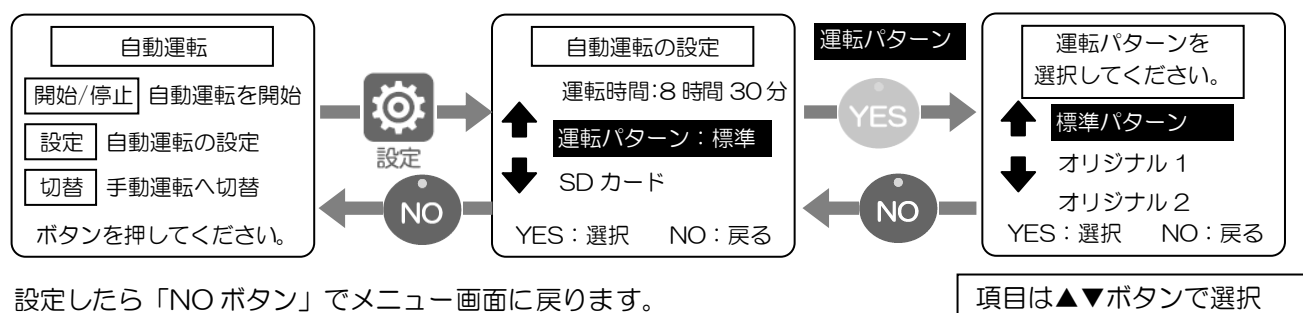 自動運転
開始/停止 自動運転を開始
設定 自動運転の設定
切替 手動運転へ切替
ボタンを押してください。
設定
NO
自動運転の設定
運転時間:8 時間 30分
運転パターン：標準
SD カード
YES：選択 NO：戻る
運転パターン
YES
NO
運転パターンを
選択してください。
標準パターン
オリジナル 1
オリジナル 2
YES：選択 NO：戻る
設定したら「NO ボタン」でメニュー画面に戻ります。
項目は▲▼ボタンで選択